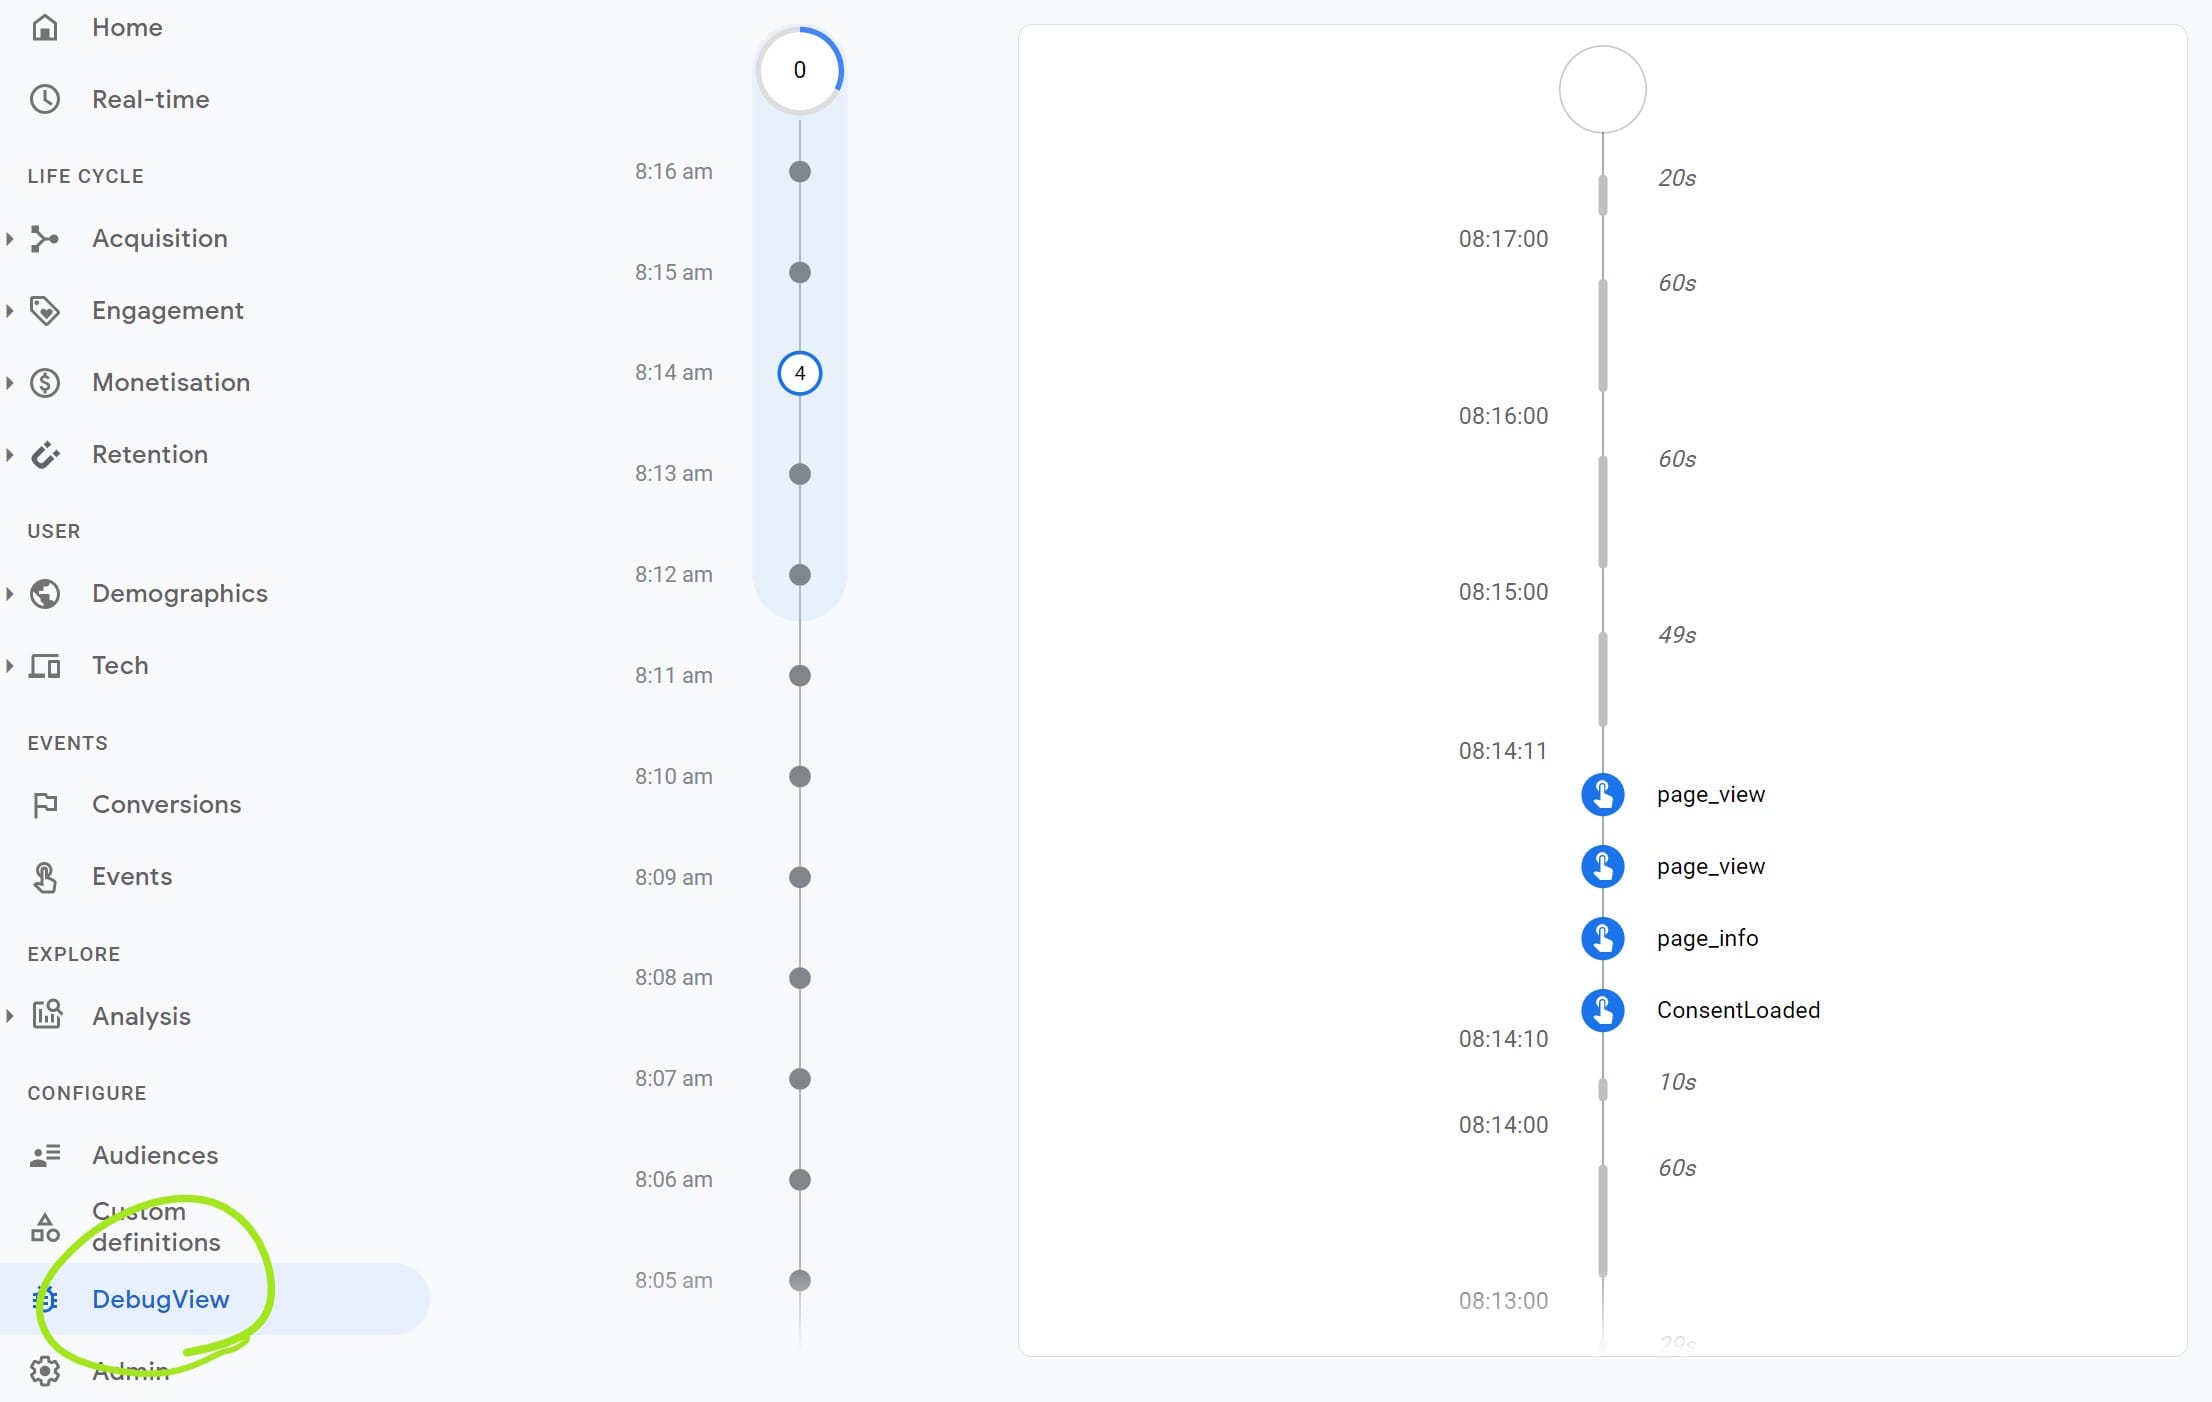 Home
Real-time
LIFE CYCLE
Acquisition
Engagement
Monetisation
Retention
USER
Demographics
Tech
EVENTS
Conversions
Events
EXPLORE
Analysis
CONFIGURE
Audiences
Custom
definitions
DebugView
Admin
0
8:16 am
8:15 am
8:14 am
4
8:13 am
8:12 am
8:11 am
8:10 am
8:09 am
8:08 am
8:07 am
8:06 am
8:05 am
20s
08:17:00
60s
08:16:00
60s
08:15:00
49s
08:14:11
page_view
page_view
page_info
ConsentLoaded
08:14:10
10s
08:14:00
60s
08:13:00
29s